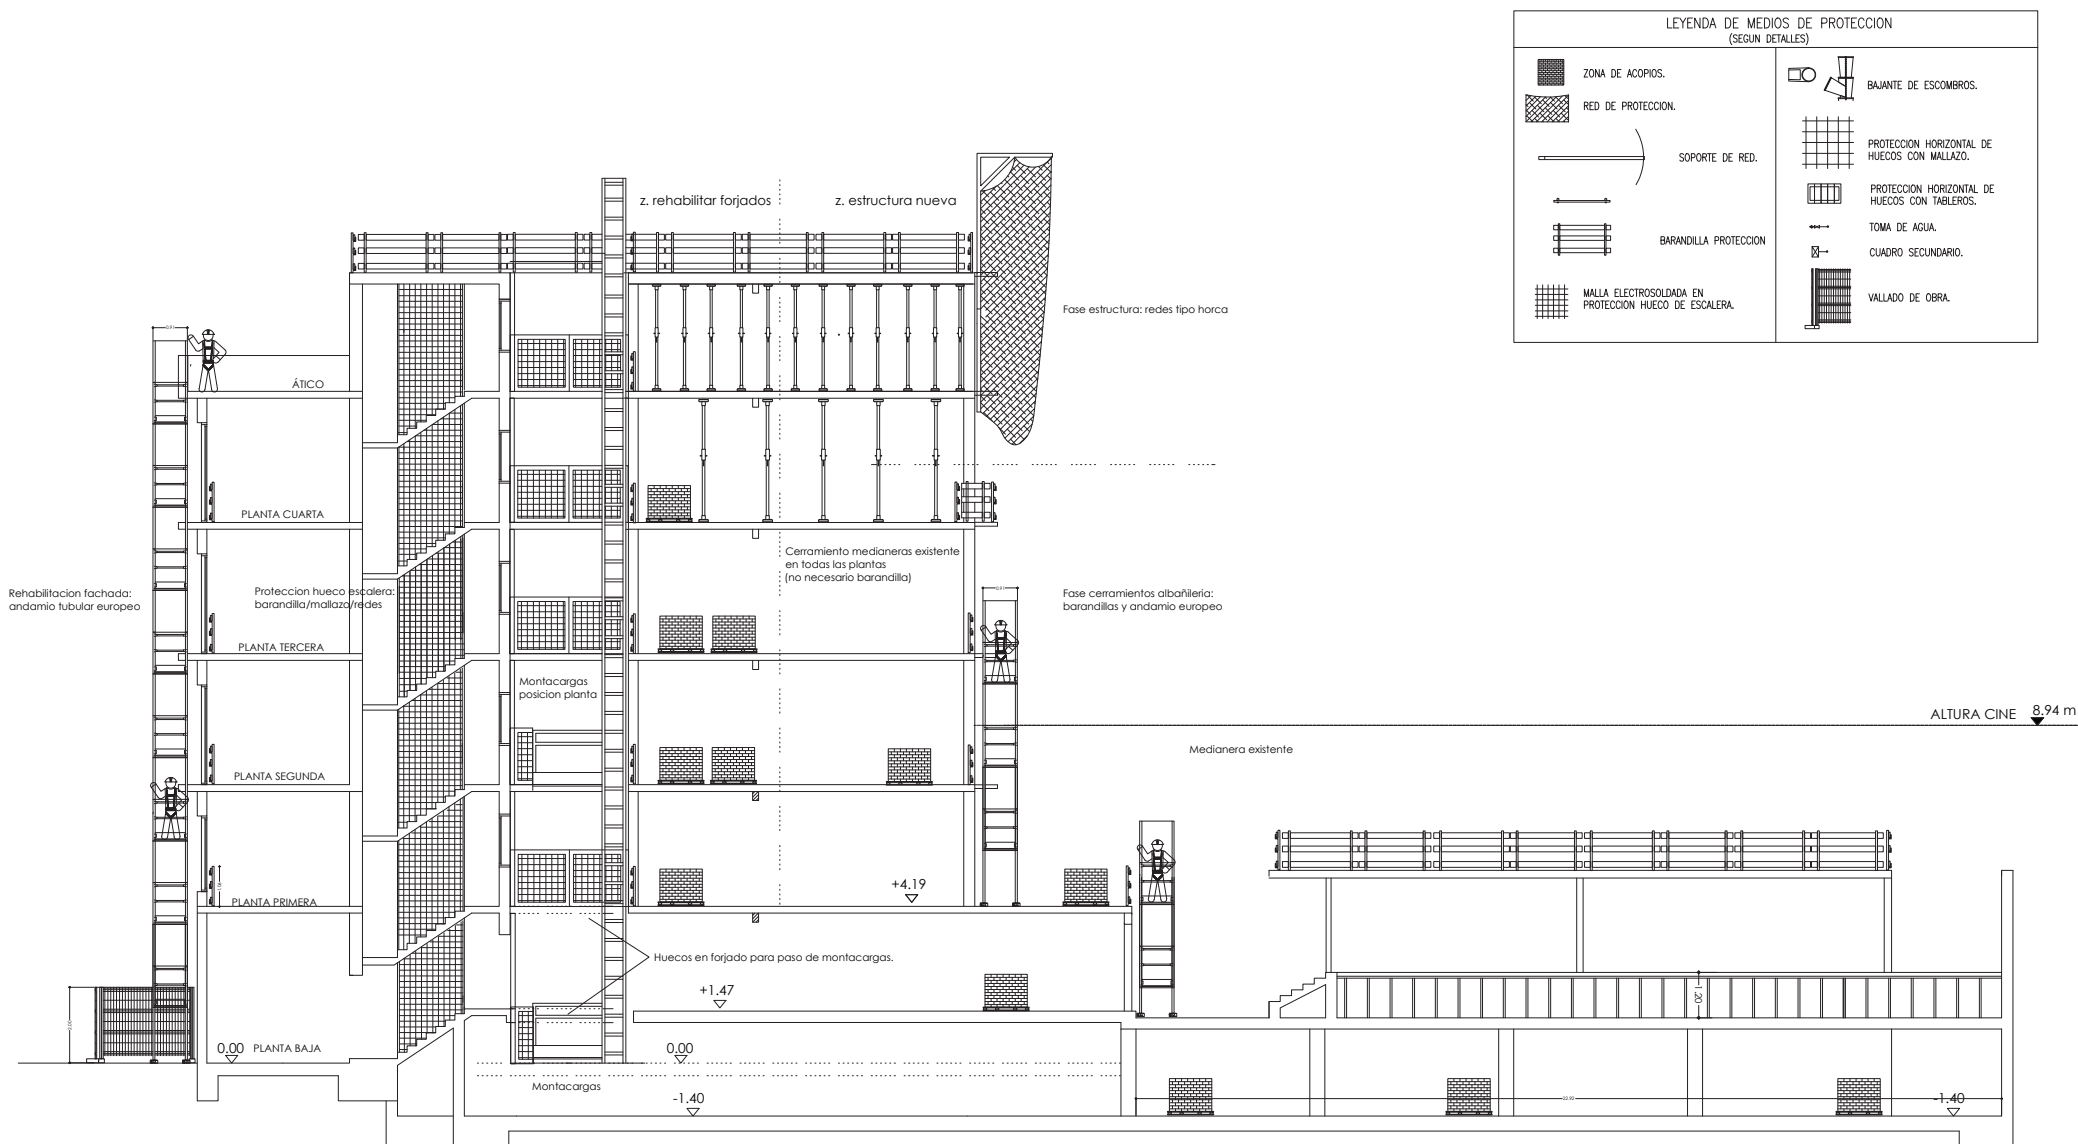 LEYENDA DE MEDIOS DE PROTECCION
(SEGUN DETALLES)
ZONA DE ACOPIOS.
RED DE PROTECCION.
SOPORTE DE RED.
BARANDILLA PROTECCION
MALLA ELECTROSOLDADA EN
PROTECCION HUECO DE ESCALERA.
BAJANTE DE ESCOMBROS.
PROTECCION HORIZONTAL DE
HUECOS CON MALLAZO.
PROTECCION HORIZONTAL DE
HUECOS CON TABLEROS.
TOMA DE AGUA.
CUADRO SECUNDARIO.
VALLADO DE OBRA.
z. rehabilitar forjados
z. estructura nueva
Fase estructura: redes tipo horca
ÁTICO
PLANTA CUARTA
Cerramiento medianeras existente
en todas las plantas
(no necesario barandilla)
Rehabilitacion fachada:
andamio tubular europeo
Proteccion hueco escalera:
barandilla/mallazo/redes
Fase cerramientos albañileria:
barandillas y andamio europeo
PLANTA TERCERA
Montacargas
posicion planta
ALTURA CINE 8.94 m
Medianera existente
PLANTA SEGUNDA
+4.19
PLANTA PRIMERA
Huecos en forjado para paso de montacargas.
+1.47
1.20
0.00 PLANTA BAJA
0.00
Montacargas
-1.40
-1.40